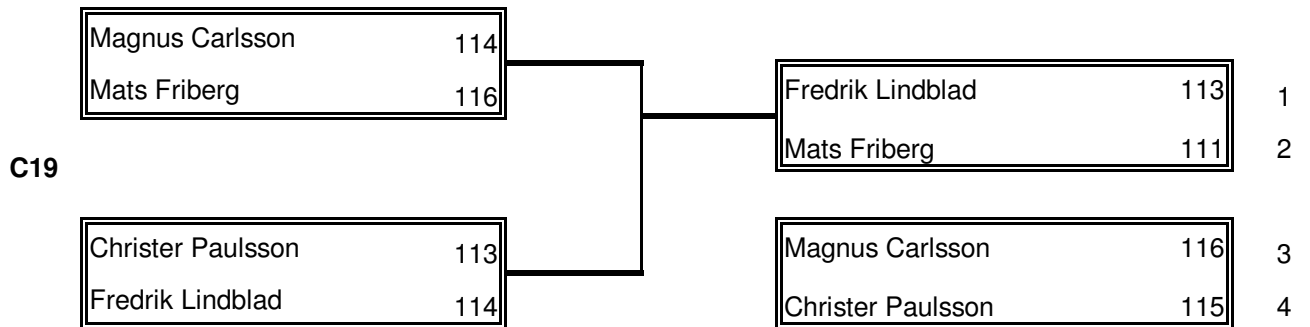 Magnus Carlsson 114
Mats Friberg 116
Fredrik Lindblad 113 1
Mats Friberg 111 2
C19
Christer Paulsson 113
Fredrik Lindblad 114
Magnus Carlsson 116 3
Christer Paulsson 115 4